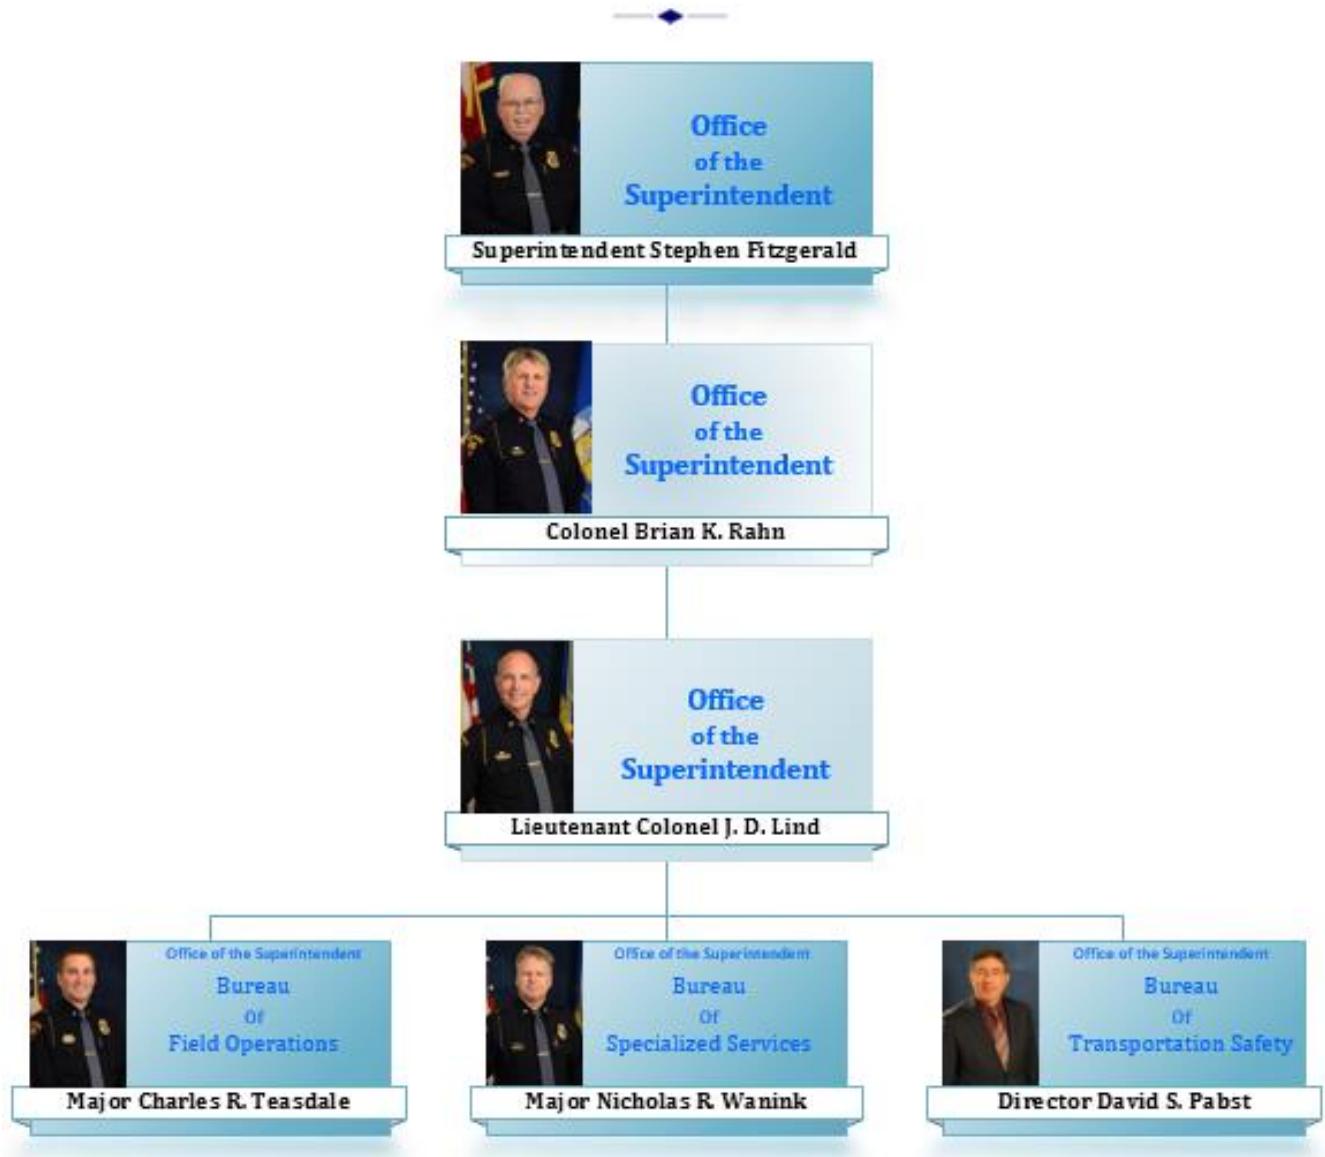 Office
of the
Superintendent
Superintendent Stephen Fitzgerald
Office
of the
Superintendent
Colonel Brian K. Rahn
Office
of the
Superintendent
Lieutenant Colonel J. D. Lind
Office of the Superintendent
Bureau
Of
Field Operations
Major Charles R. Teasdale
Office of the Superintendent
Bureau
Of
Specialized Services
Major Nicholas R. Wanink
Office of the Superintendent
Bureau
Of
Transportation Safety
Director David S. Pabst